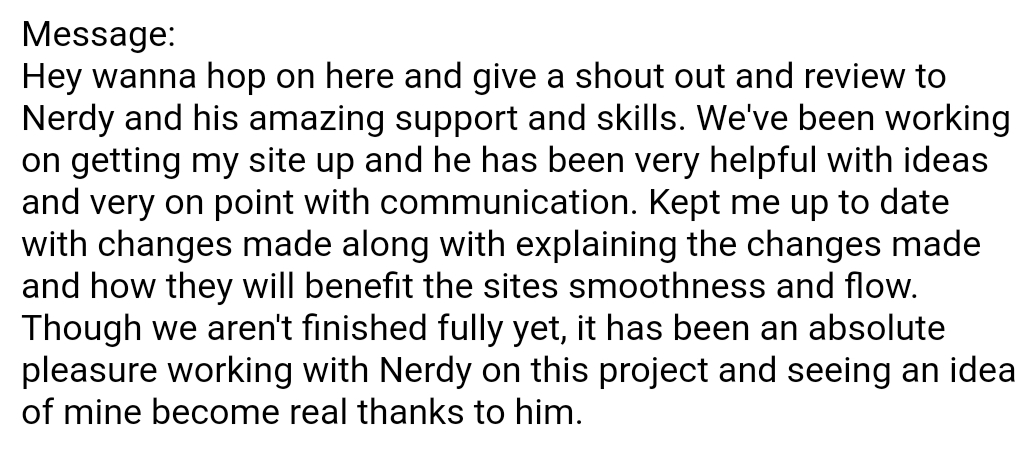 Message:
Hey wanna hop on here and give a shout out and review to
Nerdy and his amazing support and skills. We've been working
on getting my site up and he has been very helpful with ideas
and very on point with communication. Kept me up to date
with changes made along with explaining the changes made
and how they will benefit the sites smoothness and flow.
Though we aren't finished fully yet, it has been an absolute
pleasure working with Nerdy on this project and seeing an idea
of mine become real thanks to him.